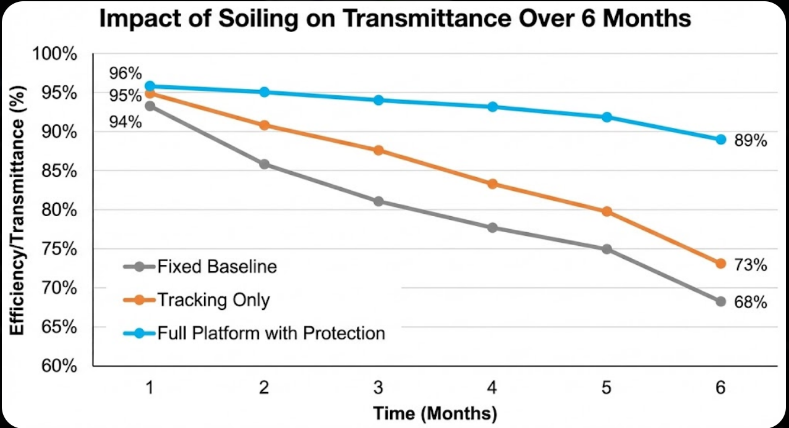 Impact of Soiling on Transmittance Over 6 Months
Efficiency/Transmittance (%)
100%
95%
90%
85%
80%
75%
70%
65%
60%
96%
95%
94%
89%
73%
68%
Fixed Baseline
Tracking Only
Full Platform with Protection
1 2 3 4 5 6
Time (Months)